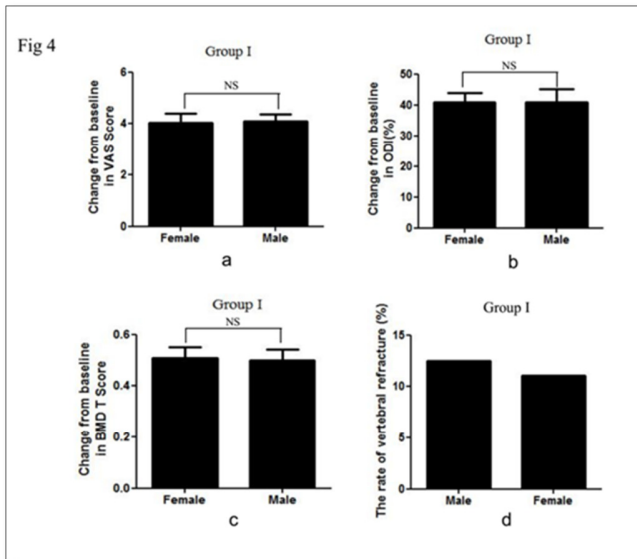 Fig 4
Group I
NS
Change from baseline
in VAS Score
6
4
2
0
Female Male
a
Group I
NS
Change from baseline
in ODI(%)
50
40
30
20
10
0
Female Male
b
Group I
NS
Change from baseline
in BMD T Score
0.6
0.4
0.2
0.0
Female Male
c
Group I
The rate of vertebral refracture (%)
15
10
5
0
Male Female
d